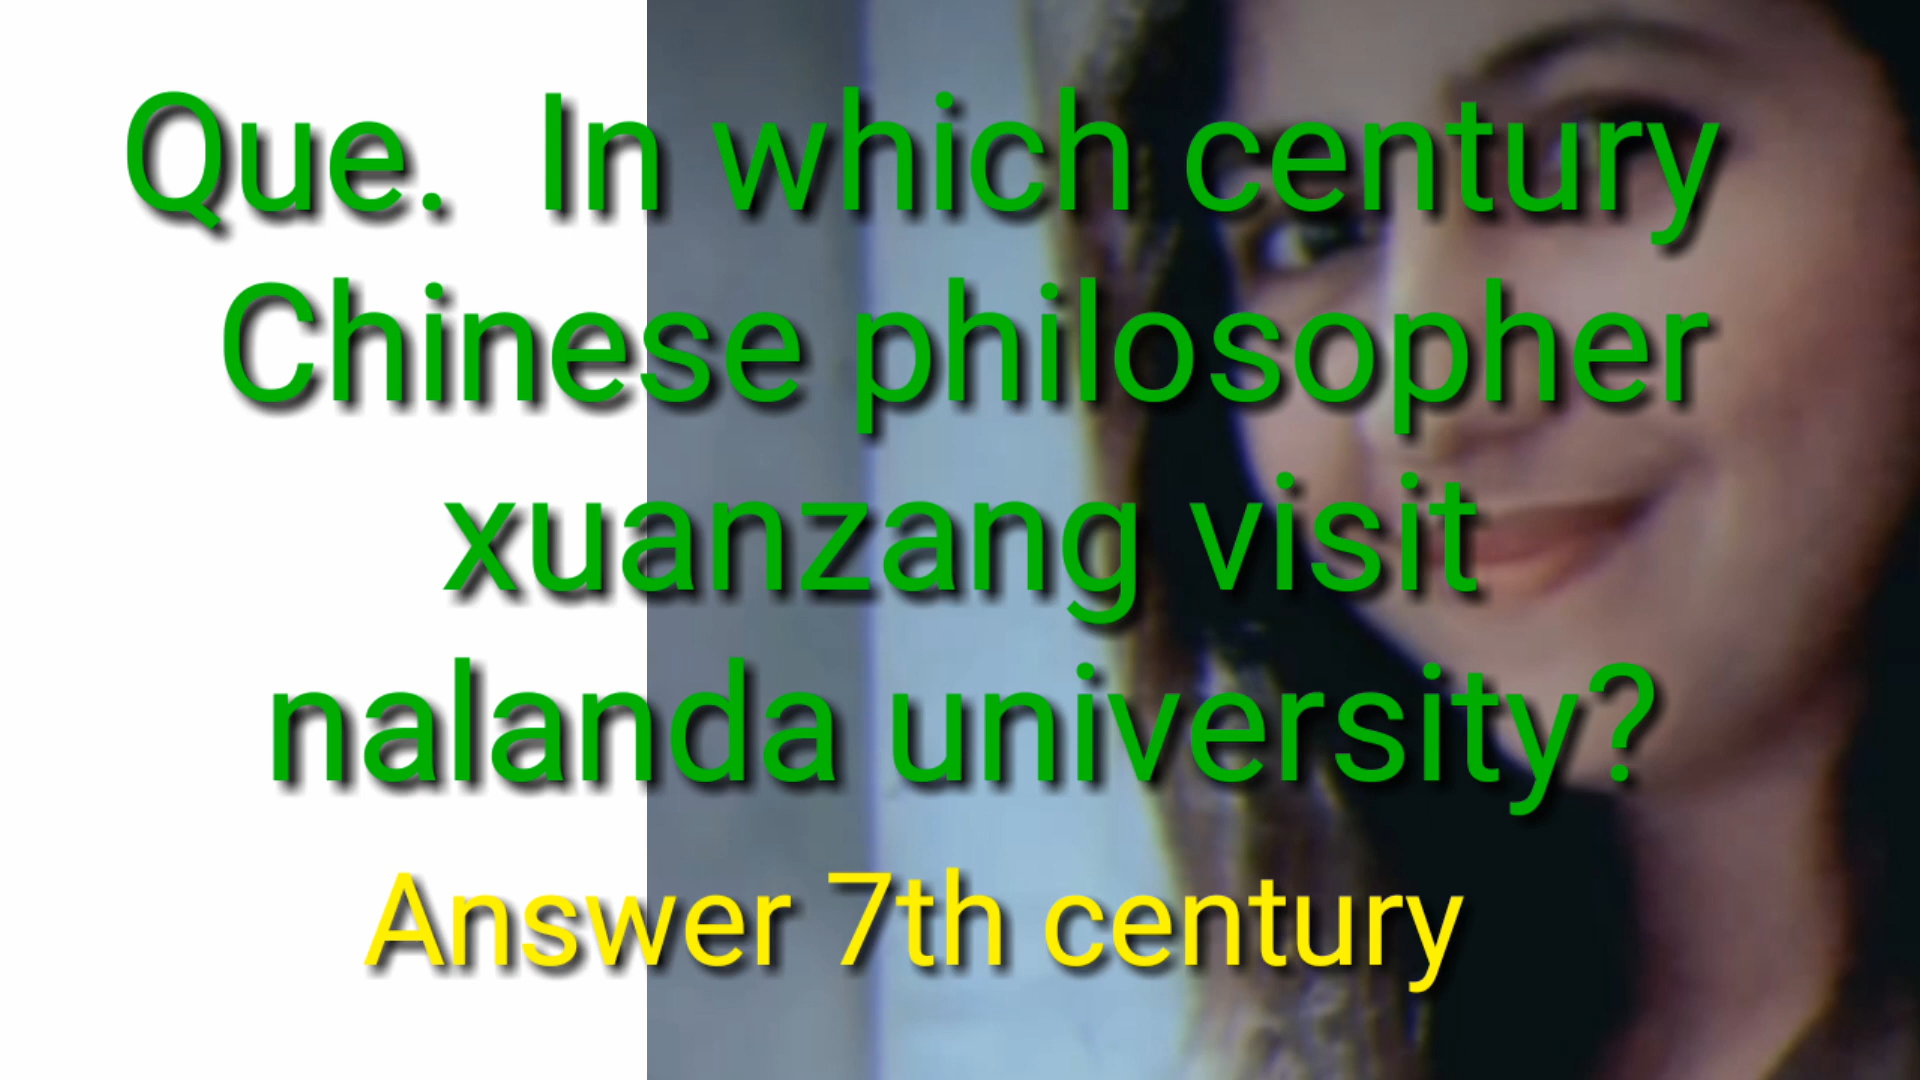 Que.  In which century
Chinese philosopher
xuanzang visit
nalanda university?
Answer 7th century